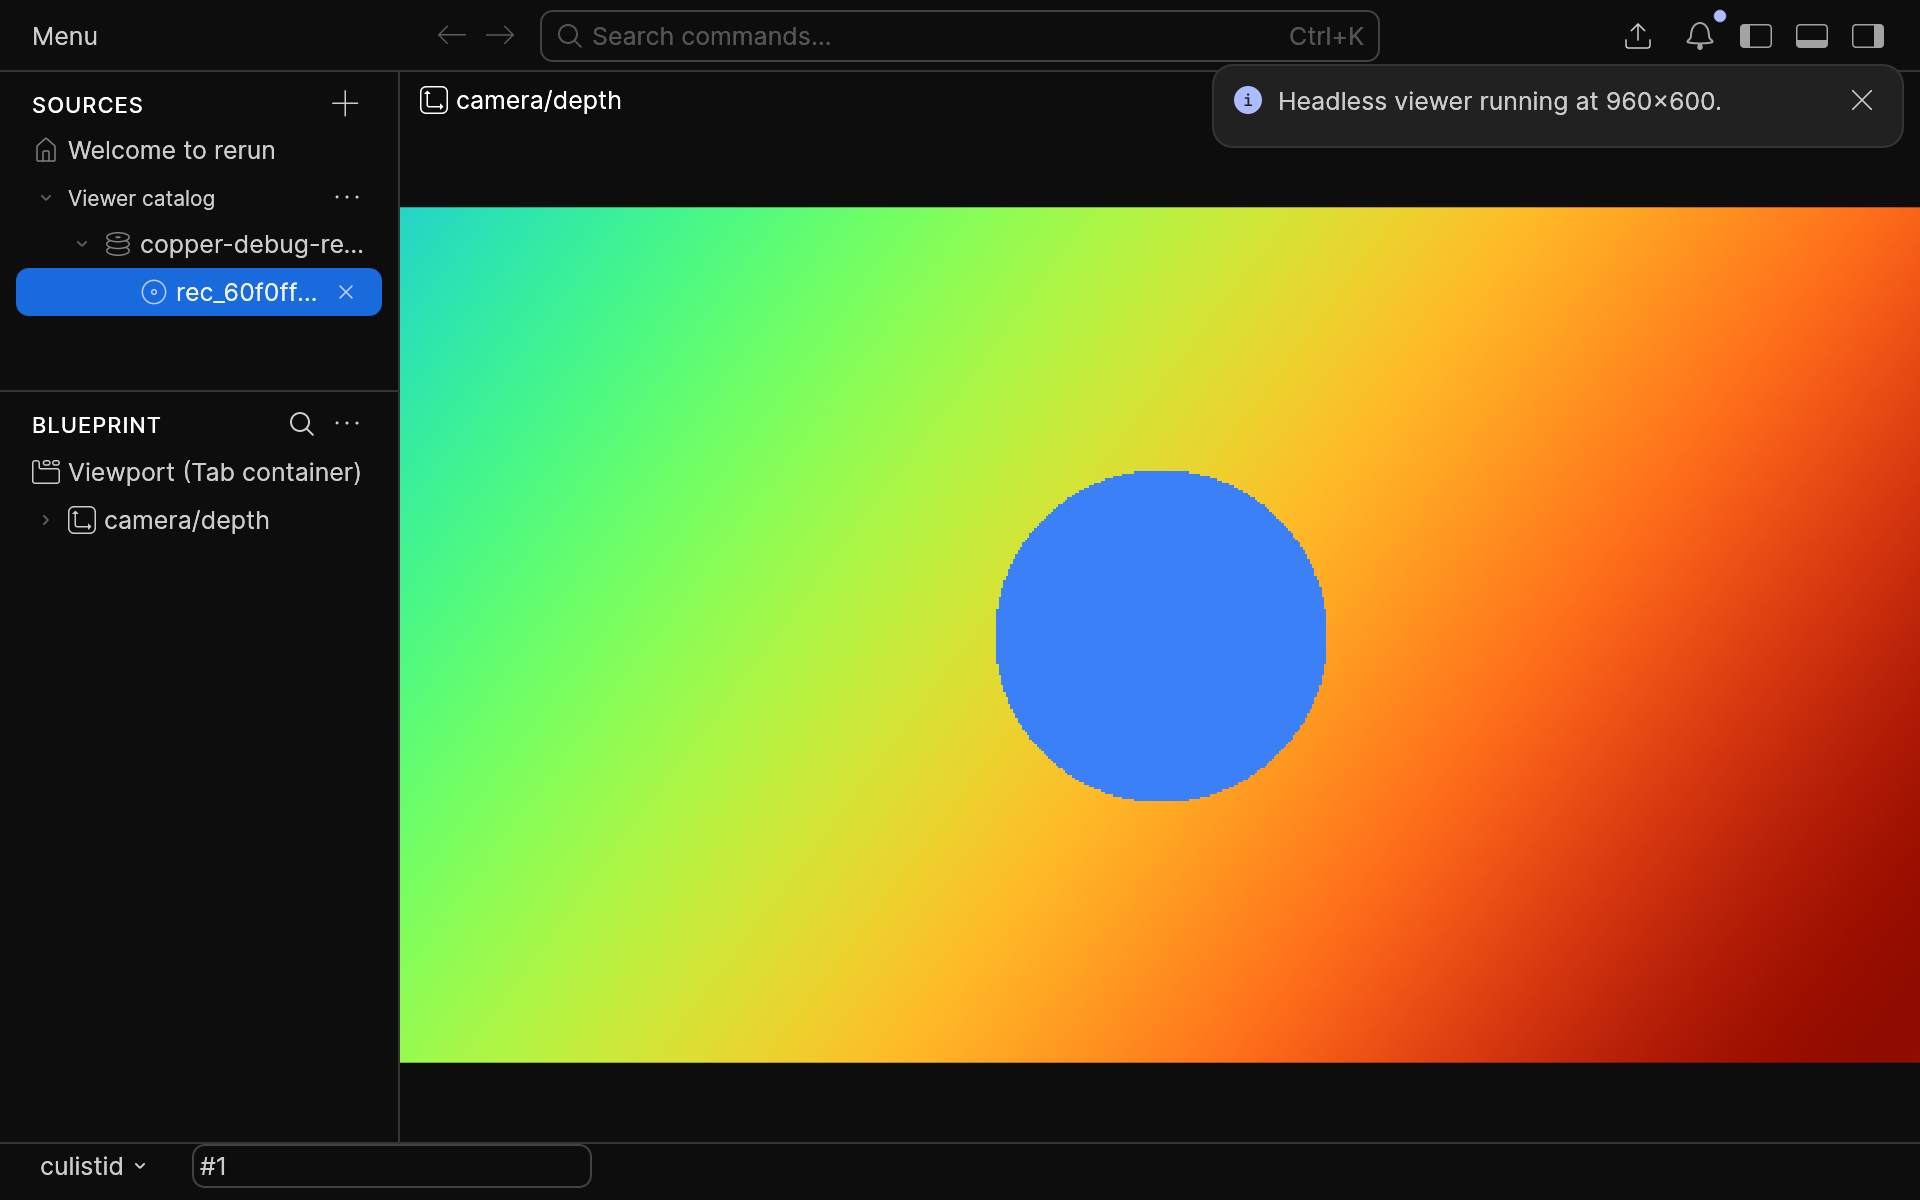 Menu
Search commands...
Ctrl+K
SOURCES
Welcome to rerun
Viewer catalog
copper-debug-re...
rec_60f0ff...
BLUEPRINT
Viewport (Tab container)
camera/depth
camera/depth
Headless viewer running at 960×600.
culistid
#1